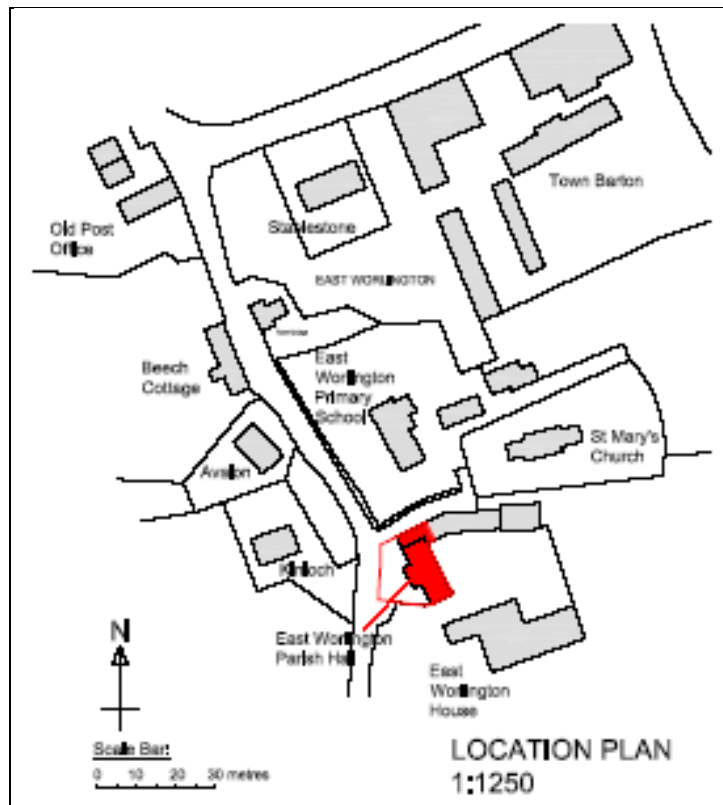 Town Barton
Stablestone
Old Post
Office
EAST WORLINGTON
Beech
Cottage
East
Worlington
Primary
School
St Mary's
Church
Avalon
Kinloch
N
East Worlington
Parish Hall
East
Worlington
House
Scale Bar:
0 10 20 30 metres
LOCATION PLAN
1:1250